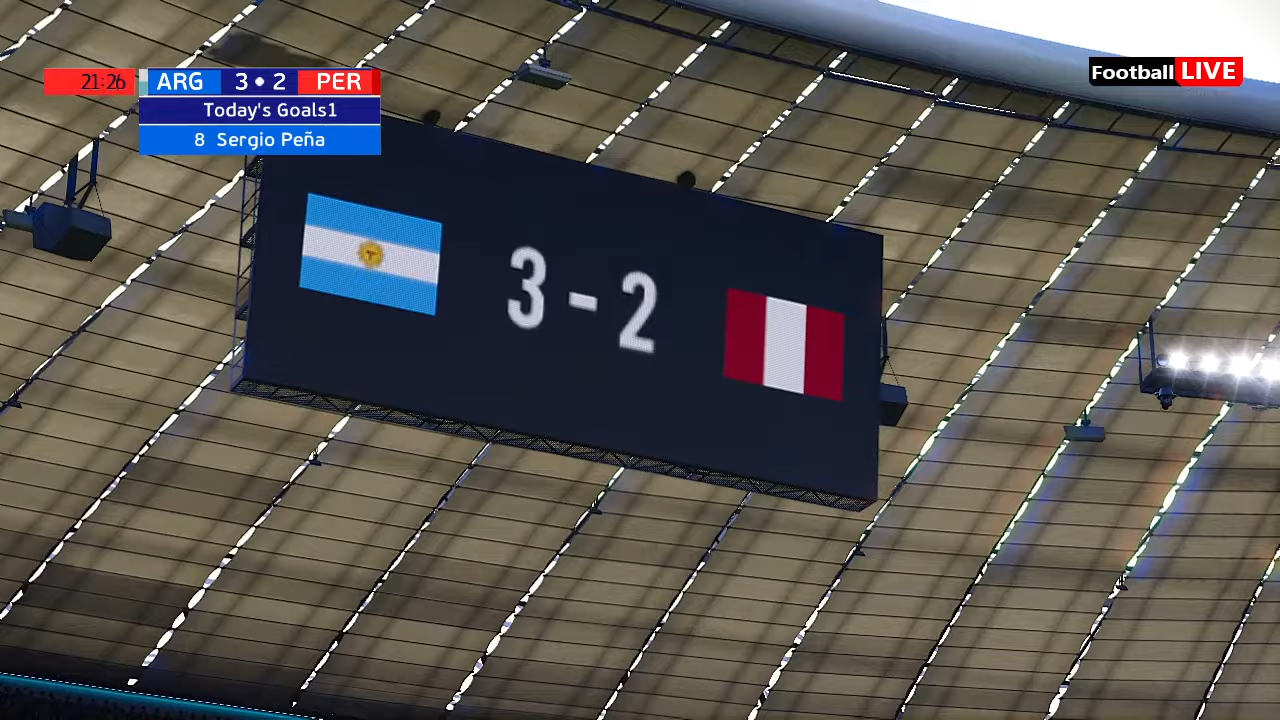 21:26 ARG 3 • 2 PER
Today's Goals1
8 Sergio Peña
Football LIVE
3 - 2